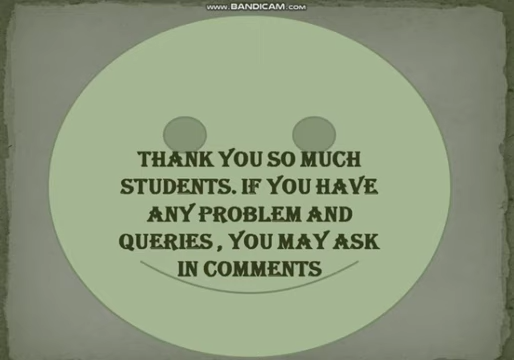 WWW.BANDICAM.COM
THANK YOU SO MUCH
STUDENTS. IF YOU HAVE
ANY PROBLEM AND
QUERIES , YOU MAY ASK
IN COMMENTS